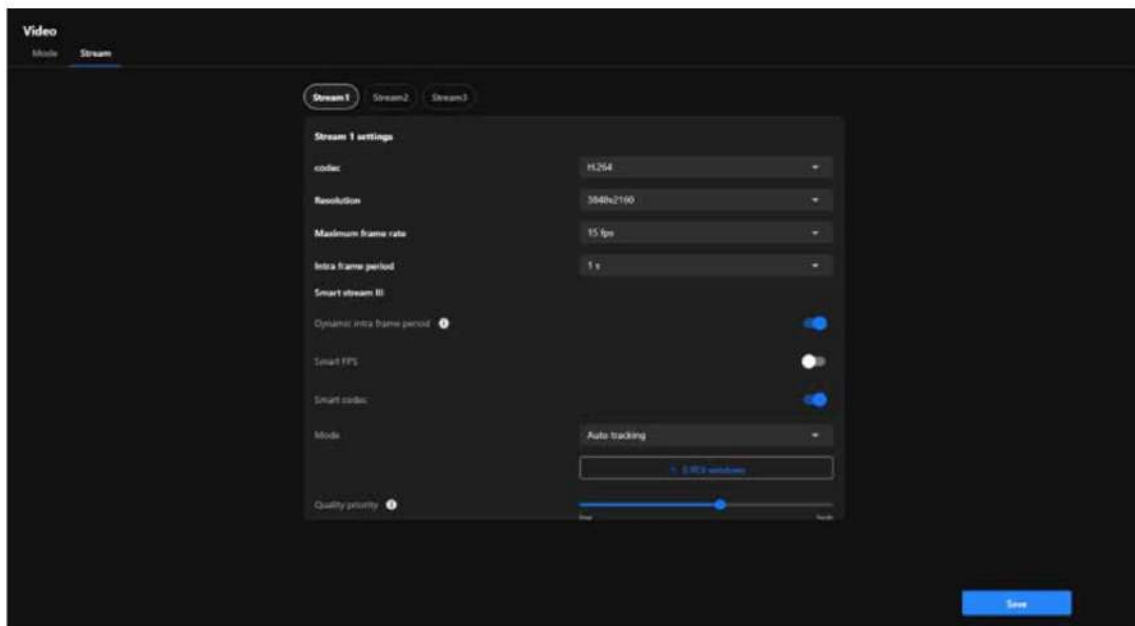 Video
Mode Stream
Stream1 Stream2 Stream3
Stream 1 settings
codec H.264
Resolution 3840x2160
Maximum frame rate 15 fps
Intra frame period 1 s
Smart stream III
Dynamic intra frame period
Smart FPS
Smart codec
Mode Auto tracking
windows
Quality priority
Save